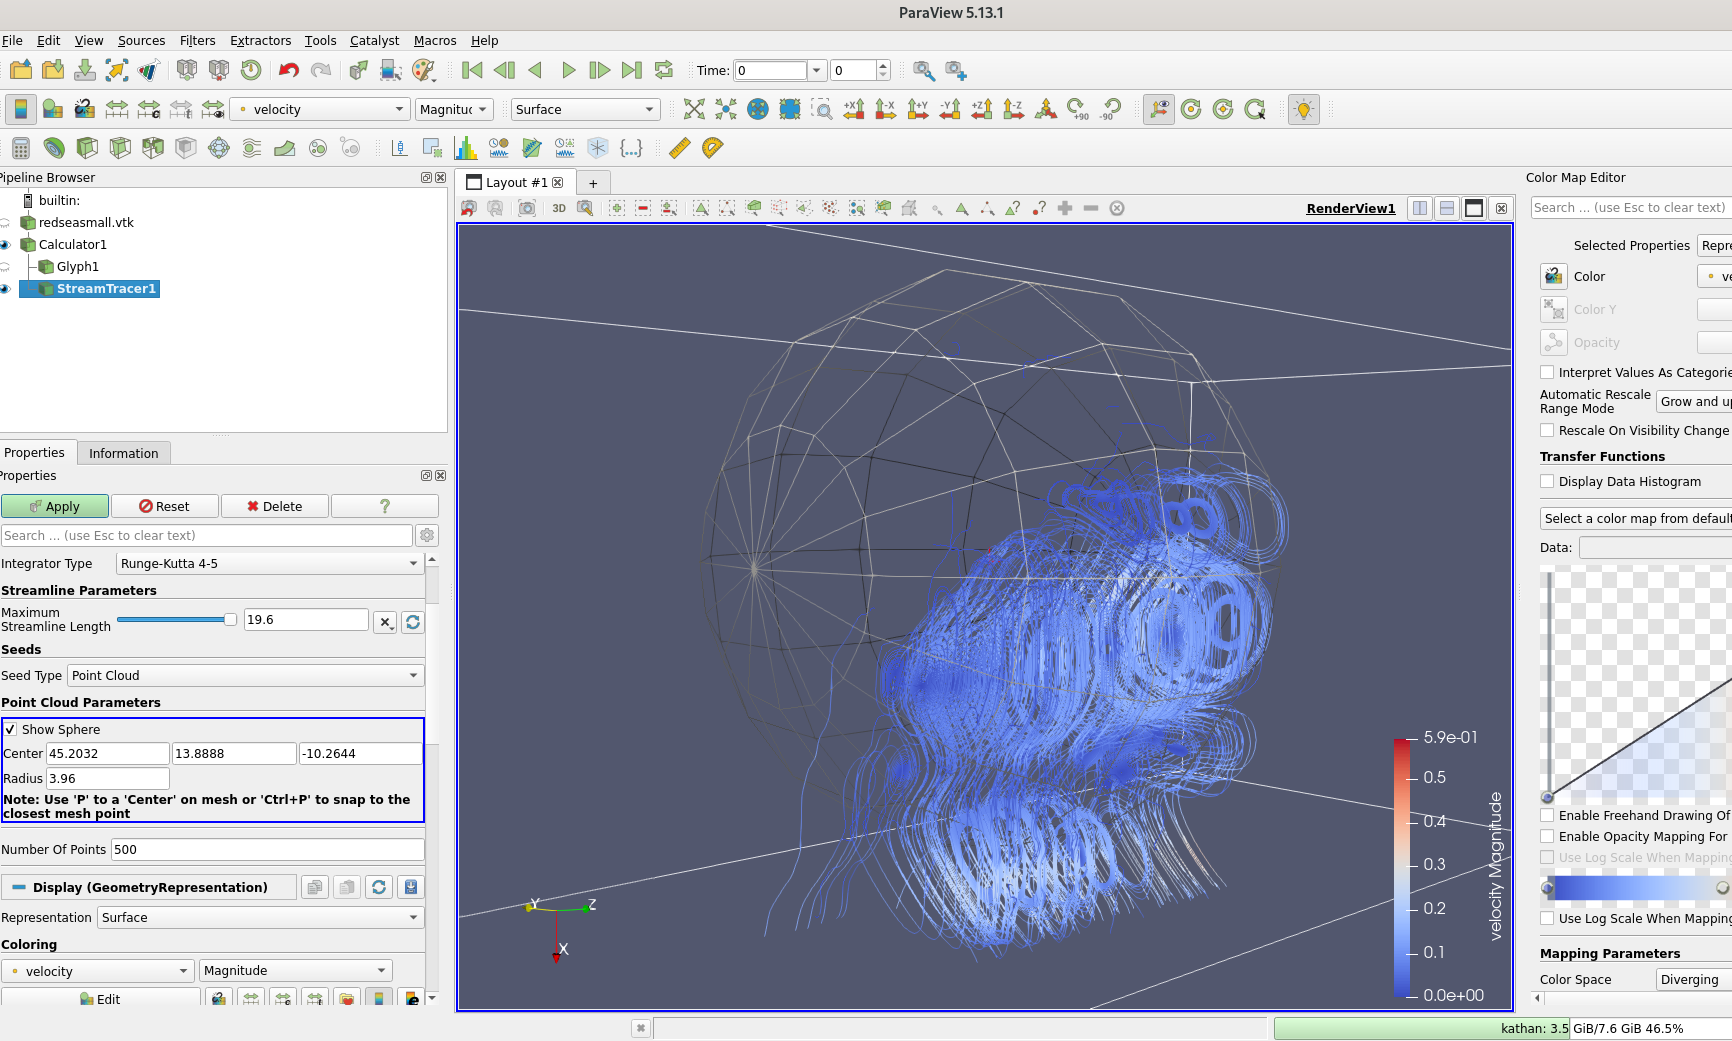 ParaView 5.13.1
File Edit View Sources Filters Extractors Tools Catalyst Macros Help
Time: 0 0
velocity Magnituc Surface
+X -X +Y -Y +Z -Z +90 -90
Pipeline Browser
builtin:
redseasmall.vtk
Calculator1
Glyph1
StreamTracer1
Properties Information
Properties
Apply Reset Delete ?
Search ... (use Esc to clear text)
Integrator Type Runge-Kutta 4-5
Streamline Parameters
Maximum
Streamline Length 19.6
Seeds
Seed Type Point Cloud
Point Cloud Parameters
Show Sphere
Center 45.2032 13.8888 -10.2644
Radius 3.96
Note: Use 'P' to a 'Center' on mesh or 'Ctrl+P' to snap to the
closest mesh point
Number Of Points 500
Display (GeometryRepresentation)
Representation Surface
Coloring
velocity Magnitude
Edit
Layout #1 +
3D RenderView1
Y Z
X
5.9e-01
0.5
0.4
0.3
0.2
0.1
0.0e+00
velocity Magnitude
Color Map Editor
Search ... (use Esc to clear text)
Selected Properties Repre
Color ve
Color Y
Opacity
Interpret Values As Categorie
Automatic Rescale
Range Mode Grow and up
Rescale On Visibility Change
Transfer Functions
Display Data Histogram
Select a color map from default
Data:
Enable Freehand Drawing Of
Enable Opacity Mapping For
Use Log Scale When Mapping
Use Log Scale When Mapping
Mapping Parameters
Color Space Diverging
kathan: 3.5 GiB/7.6 GiB 46.5%